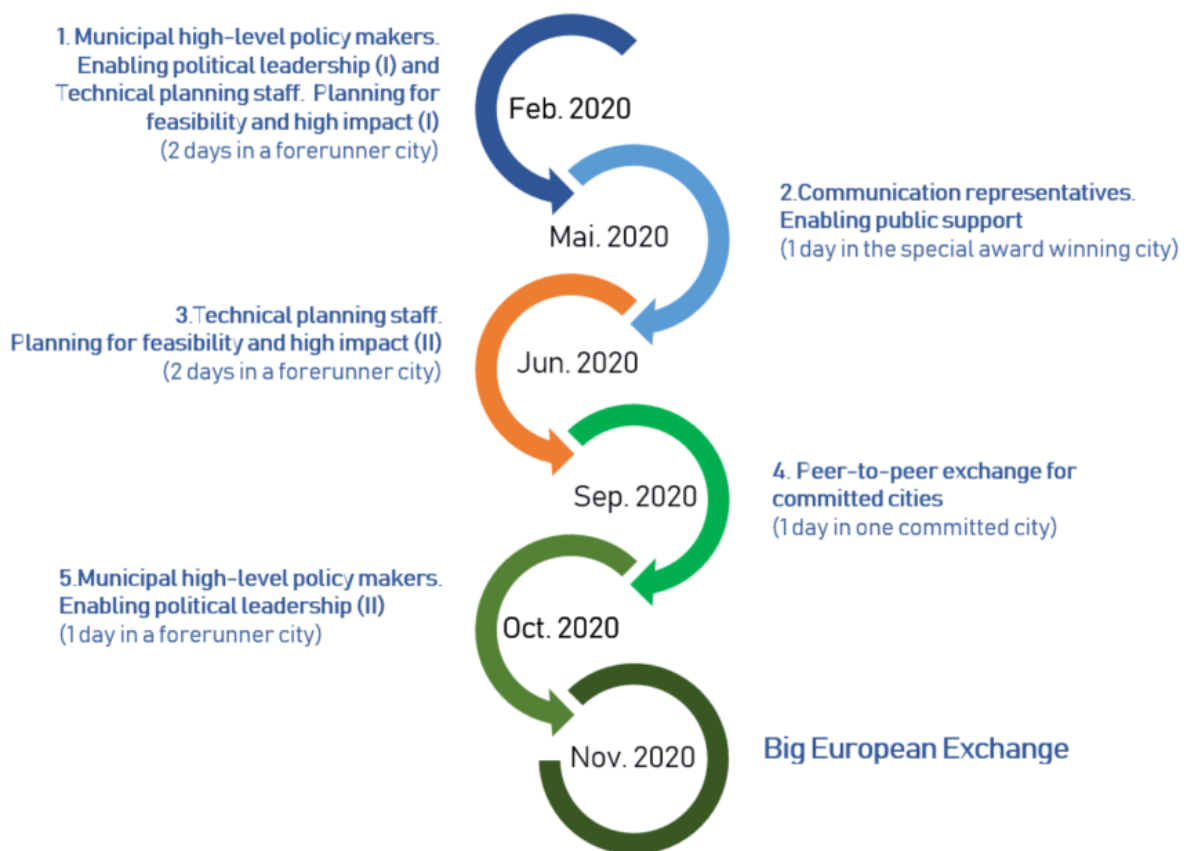 1. Municipal high-level policy makers.
Enabling political leadership (I) and
Technical planning staff. Planning for
feasibility and high impact (I)
(2 days in a forerunner city)
Feb. 2020
Mai. 2020
2.Communication representatives.
Enabling public support
(1 day in the special award winning city)
3.Technical planning staff.
Planning for feasibility and high impact (II)
(2 days in a forerunner city)
Jun. 2020
Sep. 2020
4. Peer-to-peer exchange for
committed cities
(1 day in one committed city)
5.Municipal high-level policy makers.
Enabling political leadership (II)
(1 day in a forerunner city)
Oct. 2020
Nov. 2020
Big European Exchange